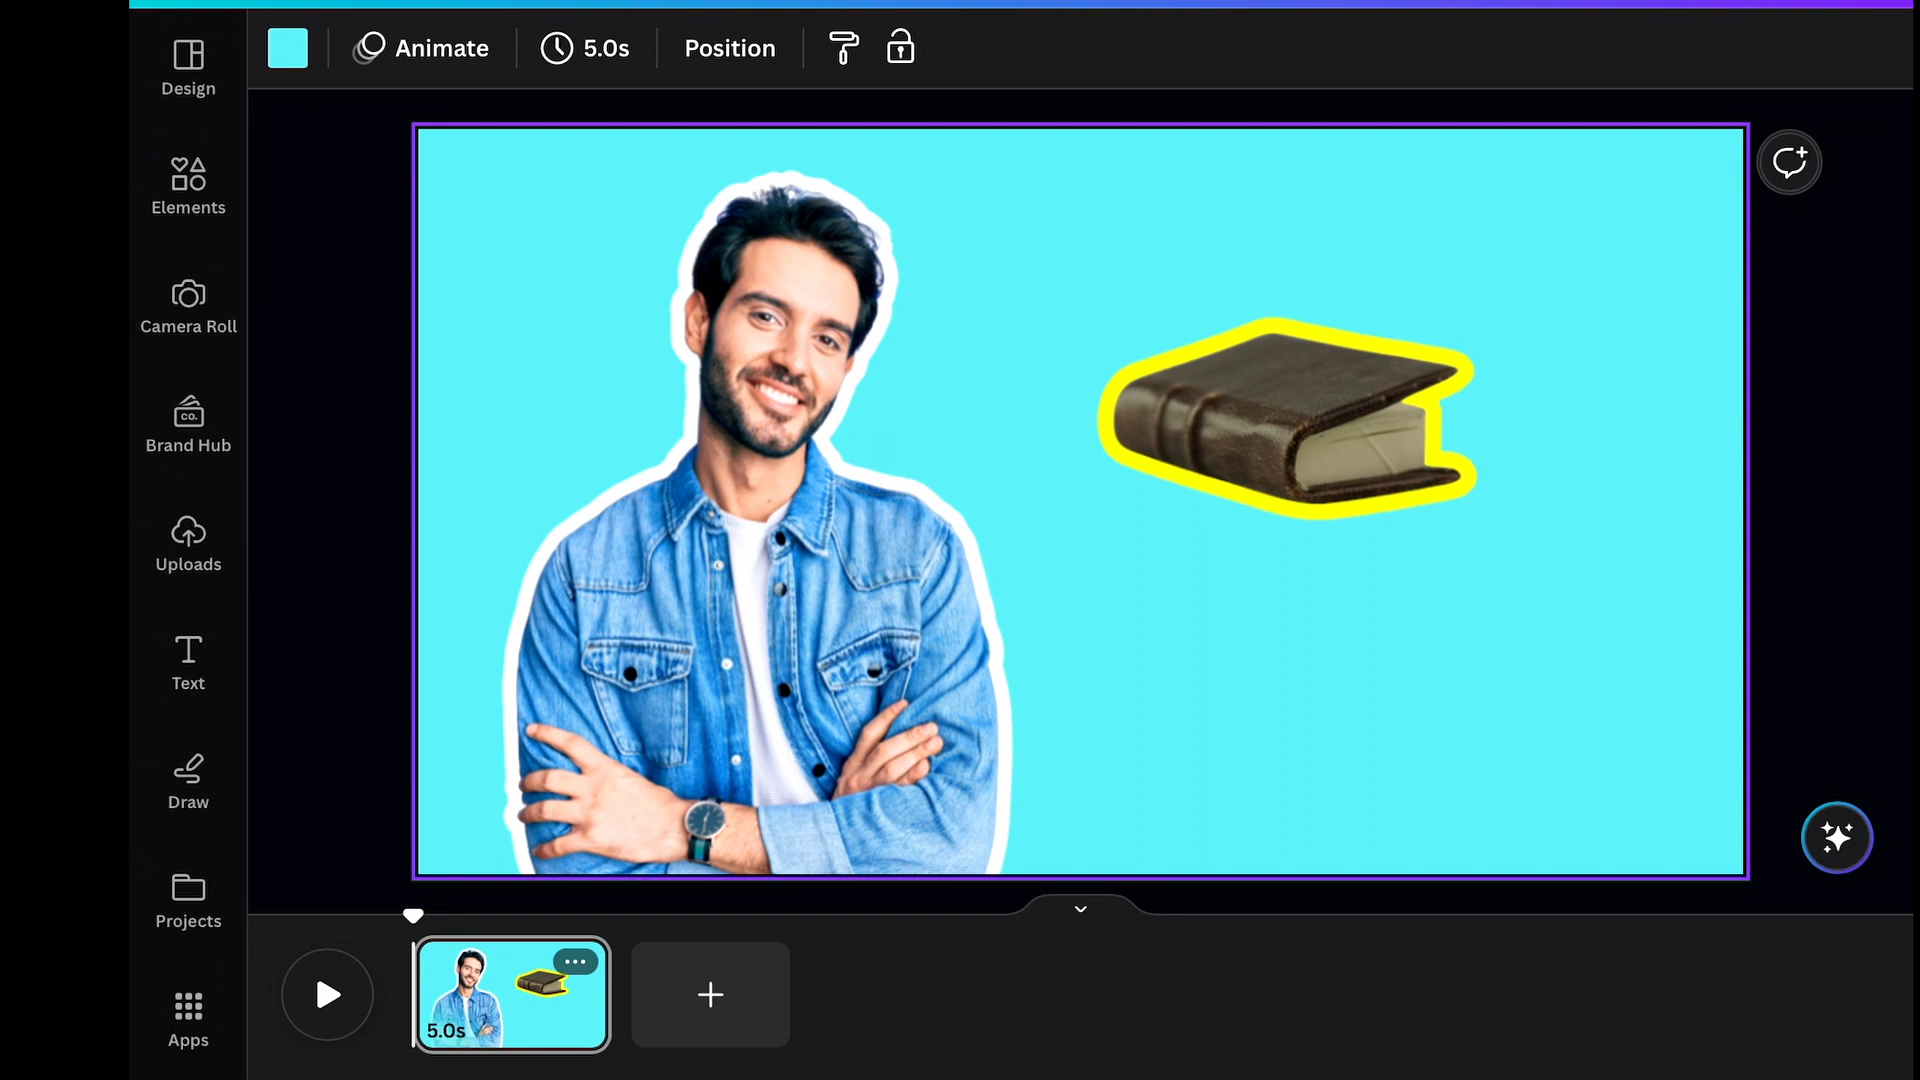 Animate
5.0s
Position
Design
Elements
Camera Roll
CO.
Brand Hub
Uploads
Text
Draw
Projects
Apps
5.0s